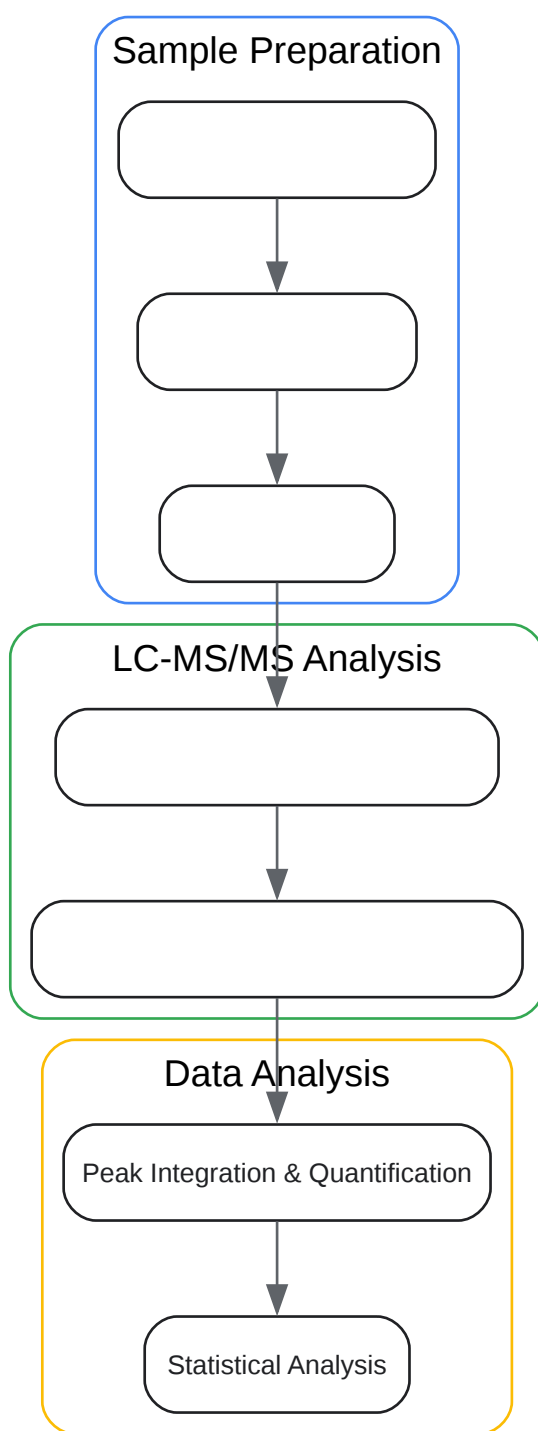 Sample Preparation
LC-MS/MS Analysis
Data Analysis
Peak Integration & Quantification
Statistical Analysis